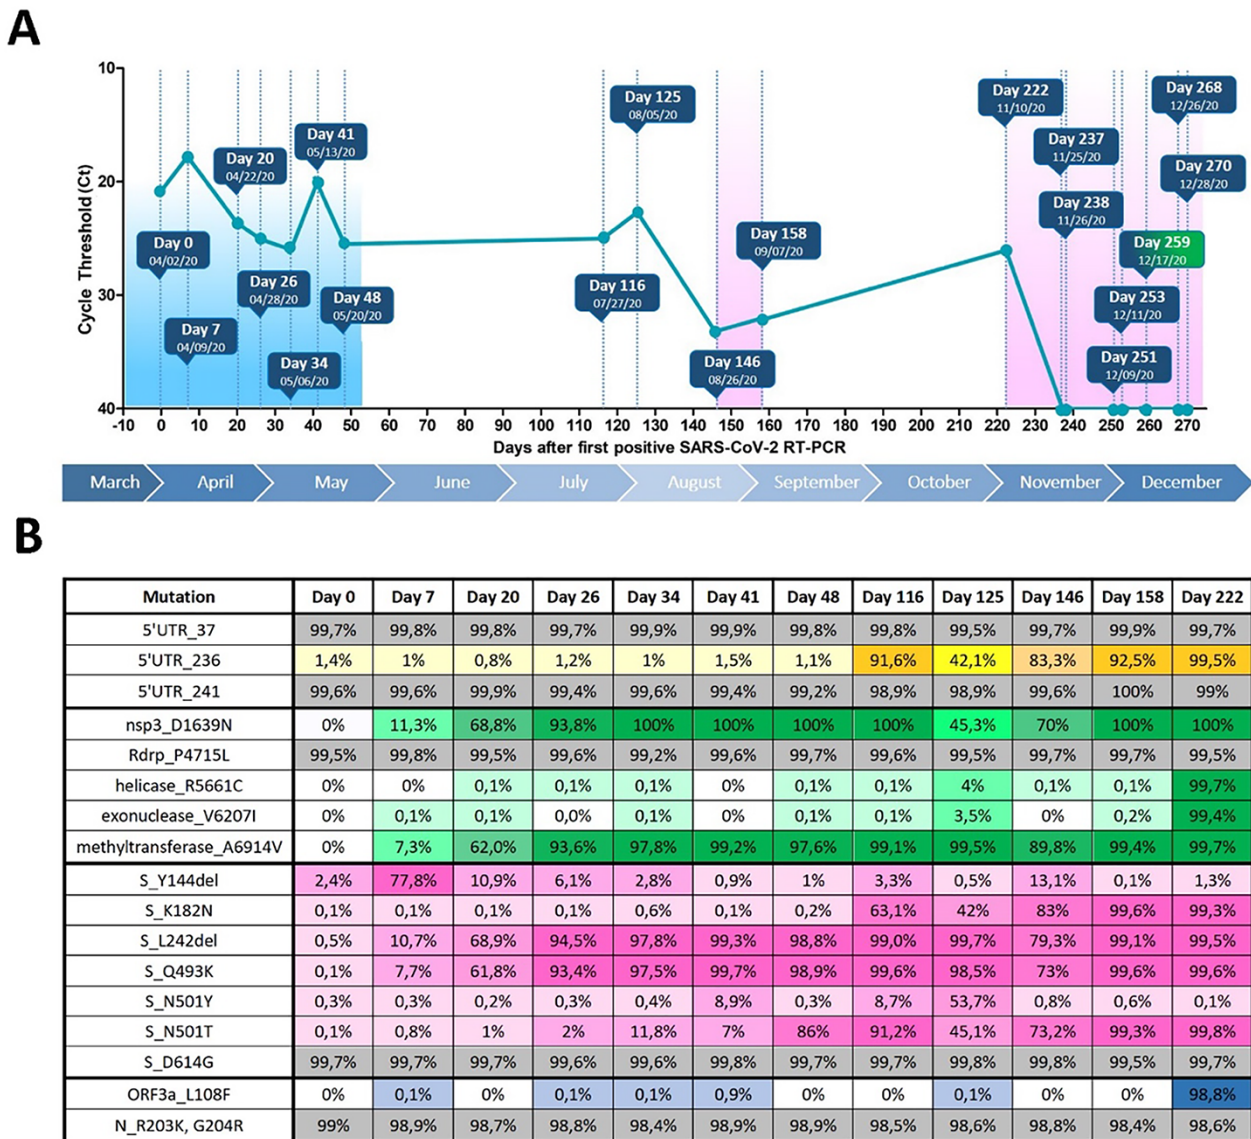 A
10
20
30
40
Cycle Threshold (Ct)
Day 0
04/02/20
Day 7
04/09/20
Day 20
04/22/20
Day 26
04/28/20
Day 34
05/06/20
Day 41
05/13/20
Day 48
05/20/20
Day 116
07/27/20
Day 125
08/05/20
Day 146
08/26/20
Day 158
09/07/20
Day 222
11/10/20
Day 237
11/25/20
Day 238
11/26/20
Day 251
12/09/20
Day 253
12/11/20
Day 259
12/17/20
Day 268
12/26/20
Day 270
12/28/20
-10 0 10 20 30 40 50 60 70 80 90 100 110 120 130 140 150 160 170 180 190 200 210 220 230 240 250 260 270
Days after first positive SARS-CoV-2 RT-PCR
March April May June July August September October November December
B
Mutation Day 0 Day 7 Day 20 Day 26 Day 34 Day 41 Day 48 Day 116 Day 125 Day 146 Day 158 Day 222
5'UTR_37 99,7% 99,8% 99,8% 99,7% 99,9% 99,9% 99,8% 99,8% 99,5% 99,7% 99,9% 99,7%
5'UTR_236 1,4% 1% 0,8% 1,2% 1% 1,5% 1,1% 91,6% 42,1% 83,3% 92,5% 99,5%
5'UTR_241 99,6% 99,6% 99,9% 99,4% 99,6% 99,4% 99,2% 98,9% 98,9% 99,6% 100% 99%
nsp3_D1639N 0% 11,3% 68,8% 93,8% 100% 100% 100% 100% 45,3% 70% 100% 100%
Rdrp_P4715L 99,5% 99,8% 99,5% 99,6% 99,2% 99,6% 99,7% 99,6% 99,5% 99,7% 99,7% 99,5%
helicase_R5661C 0% 0% 0,1% 0,1% 0,1% 0% 0,1% 0,1% 4% 0,1% 0,1% 99,7%
exonuclease_V6207I 0% 0,1% 0,1% 0,0% 0,1% 0% 0,1% 0,1% 3,5% 0% 0,2% 99,4%
methyltransferase_A6914V 0% 7,3% 62,0% 93,6% 97,8% 99,2% 97,6% 99,1% 99,5% 89,8% 99,4% 99,7%
S_Y144del 2,4% 77,8% 10,9% 6,1% 2,8% 0,9% 1% 3,3% 0,5% 13,1% 0,1% 1,3%
S_K182N 0,1% 0,1% 0,1% 0,1% 0,6% 0,1% 0,2% 63,1% 42% 83% 99,6% 99,3%
S_L242del 0,5% 10,7% 68,9% 94,5% 97,8% 99,3% 98,8% 99,0% 99,7% 79,3% 99,1% 99,5%
S_Q493K 0,1% 7,7% 61,8% 93,4% 97,5% 99,7% 98,9% 99,6% 98,5% 73% 99,6% 99,6%
S_N501Y 0,3% 0,3% 0,2% 0,3% 0,4% 8,9% 0,3% 8,7% 53,7% 0,8% 0,6% 0,1%
S_N501T 0,1% 0,8% 1% 2% 11,8% 7% 86% 91,2% 45,1% 73,2% 99,3% 99,8%
S_D614G 99,7% 99,7% 99,7% 99,6% 99,6% 99,8% 99,7% 99,7% 99,8% 99,8% 99,5% 99,7%
ORF3a_L108F 0% 0,1% 0% 0,1% 0,1% 0,9% 0% 0% 0,1% 0% 0% 98,8%
N_R203K, G204R 99% 98,9% 98,7% 98,8% 98,4% 98,9% 98,9% 98,5% 98,6% 98,8% 98,4% 98,6%